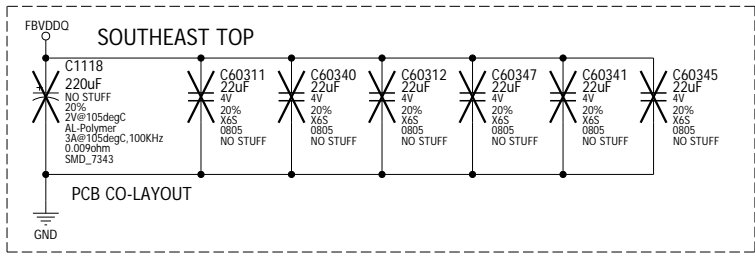 FBVDDQ
SOUTHEAST TOP
C1118
220uF
NO STUFF
20%
2V@105degC
AL-Polymer
3A@105degC,100KHz
0.009ohm
SMD_7343
C60311
22uF
4V
20%
X6S
0805
NO STUFF
C60340
22uF
4V
20%
X6S
0805
NO STUFF
C60312
22uF
4V
20%
X6S
0805
NO STUFF
C60347
22uF
4V
20%
X6S
0805
NO STUFF
C60341
22uF
4V
20%
X6S
0805
NO STUFF
C60345
22uF
4V
20%
X6S
0805
NO STUFF
PCB CO-LAYOUT
GND